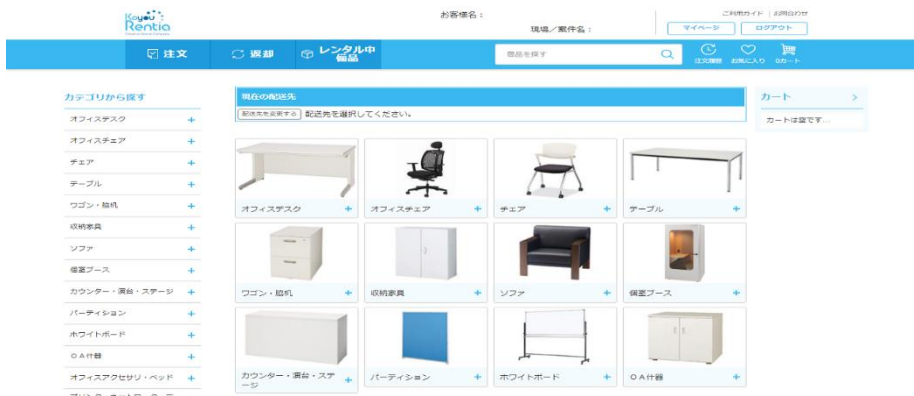 Koyou
Rentia
お客様名：
現場／案件名：
ご利用ガイド
お問合わせ
マイページ
ログアウト
注文
返却
レンタル中
備品
商品を探す
注文履歴
お気に入り
0カート
カテゴリから探す
オフィスデスク
オフィスチェア
チェア
テーブル
ワゴン・脇机
収納家具
ソファ
個室ブース
カウンター・演台・ステージ
パーティション
ホワイトボード
OA什器
オフィスアクセサリ・ベッド
現在の配送先
配送先を変更する
配送先を選択してください。
オフィスデスク
オフィスチェア
チェア
テーブル
ワゴン・脇机
収納家具
ソファ
個室ブース
カウンター・演台・ステ
ージ
パーティション
ホワイトボード
OA什器
カート
カートは空です...